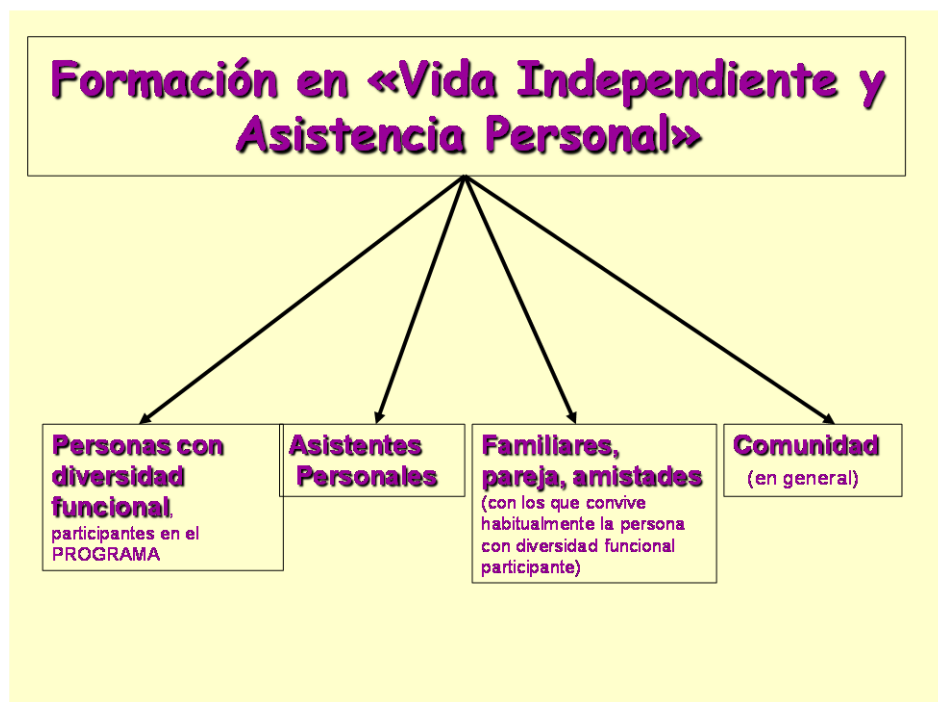 Formación en «Vida Independiente y
Asistencia Personal»
Personas con
diversidad
funcional,
participantes en el
PROGRAMA
Asistentes
Personales
Familiares,
pareja, amistades
(con los que convive
habitualmente la persona
con diversidad funcional
participante)
Comunidad
(en general)